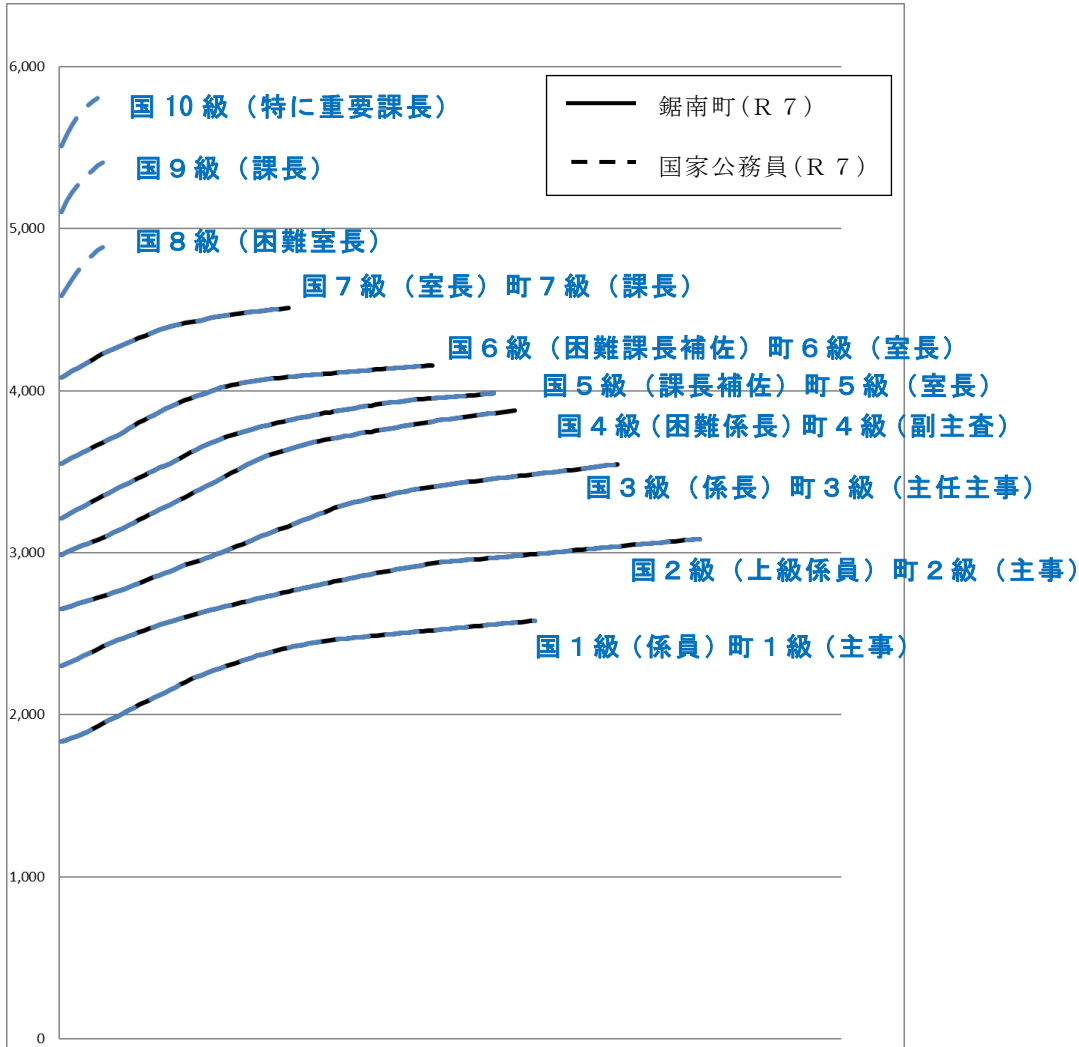 6,000
5,000
4,000
3,000
2,000
1,000
0
鋸南町(R 7)
国家公務員(R 7)
国 10 級 (特に重要課長)
国 9 級 (課長)
国 8 級 (困難室長)
国 7 級 (室長) 町 7 級 (課長)
国 6 級 (困難課長補佐) 町 6 級 (室長)
国 5 級 (課長補佐) 町 5 級 (室長)
国 4 級 (困難係長) 町 4 級 (副主査)
国 3 級 (係長) 町 3 級 (主任主事)
国 2 級 (上級係員) 町 2 級 (主事)
国 1 級 (係員) 町 1 級 (主事)